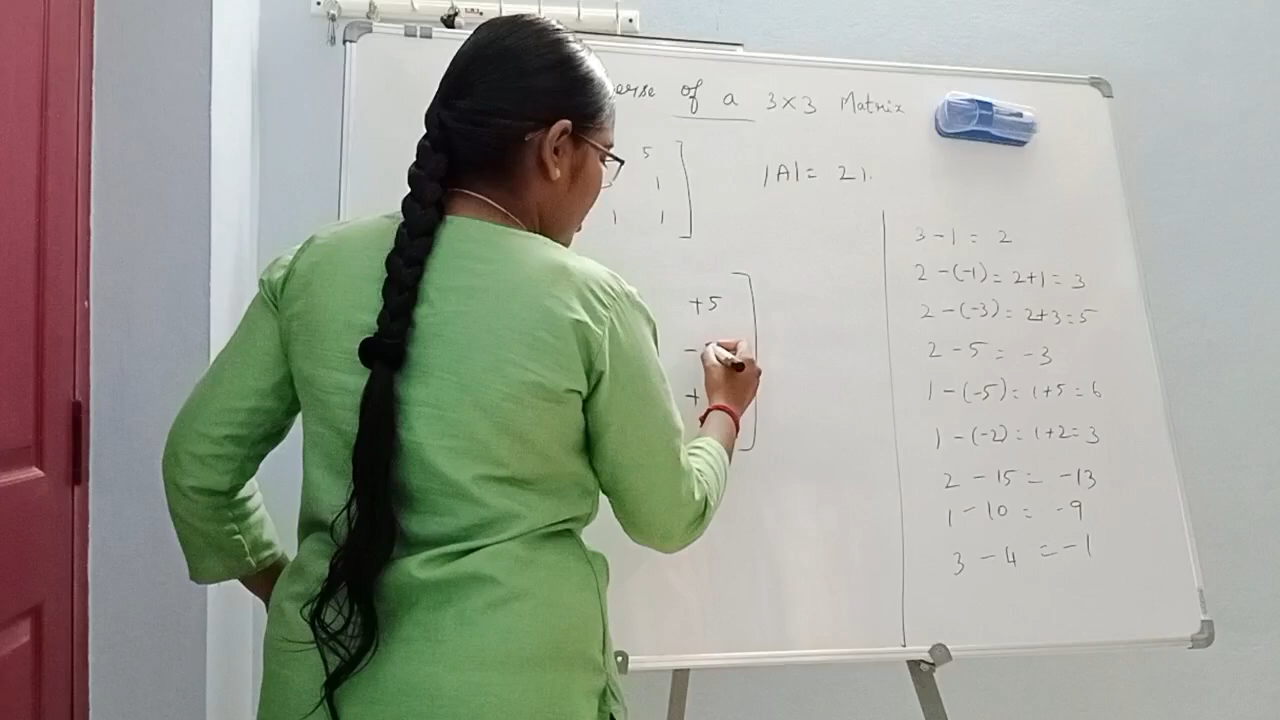 erse of a 3×3 Matrix
5
1
1 1
|A| = 21.
+5
-
+
3 - 1 = 2
2 - (-1) = 2+1 = 3
2 - (-3) = 2+3 = 5
2 - 5 = -3
1 - (-5) = 1+5 = 6
1 - (-2) = 1+2 = 3
2 - 15 = -13
1 - 10 = -9
3 - 4 = -1